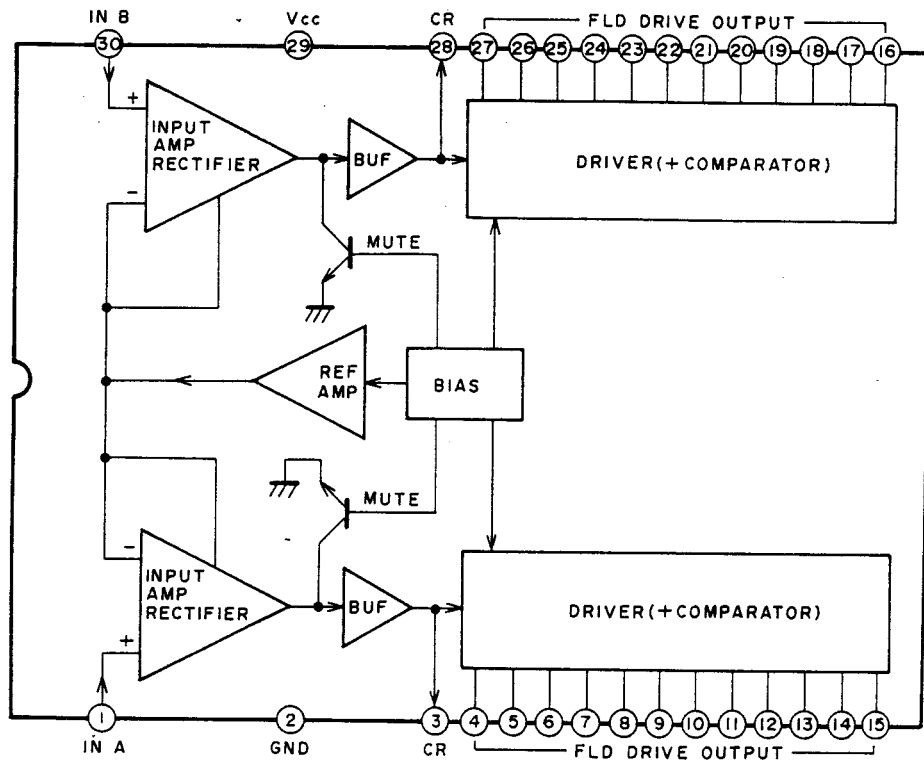 IN B Vcc CR FLD DRIVE OUTPUT
30 29 28 27 26 25 24 23 22 21 20 19 18 17 16
+
INPUT
AMP
RECTIFIER
BUF
DRIVER(+COMPARATOR)
−
MUTE
REF
AMP
BIAS
MUTE
−
INPUT
AMP
RECTIFIER
BUF
DRIVER(+COMPARATOR)
+
1 2 3 4 5 6 7 8 9 10 11 12 13 14 15
IN A GND CR FLD DRIVE OUTPUT